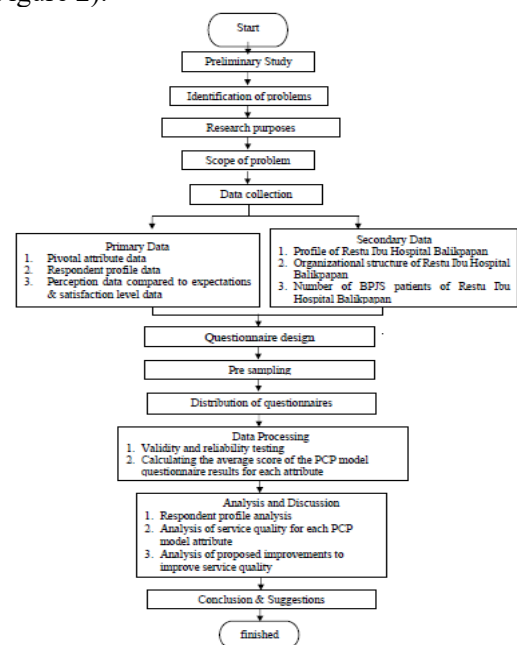 Figure 2).
Start
Preliminary Study
Identification of problems
Research purposes
Scope of problem
Data collection
Primary Data
1. Pivotal attribute data
2. Respondent profile data
3. Perception data compared to expectations
& satisfaction level data
Secondary Data
1. Profile of Restu Ibu Hospital Balikpapan
2. Organizational structure of Restu Ibu Hospital
Balikpapan
3. Number of BPJS patients of Restu Ibu
Hospital Balikpapan
Questionnaire design
Pre sampling
Distribution of questionnaires
Data Processing
1. Validity and reliability testing
2. Calculating the average score of the PCP model
questionnaire results for each attribute
Analysis and Discussion
1. Respondent profile analysis
2. Analysis of service quality for each PCP
model attribute
3. Analysis of proposed improvements to
improve service quality
Conclusion & Suggestions
finished